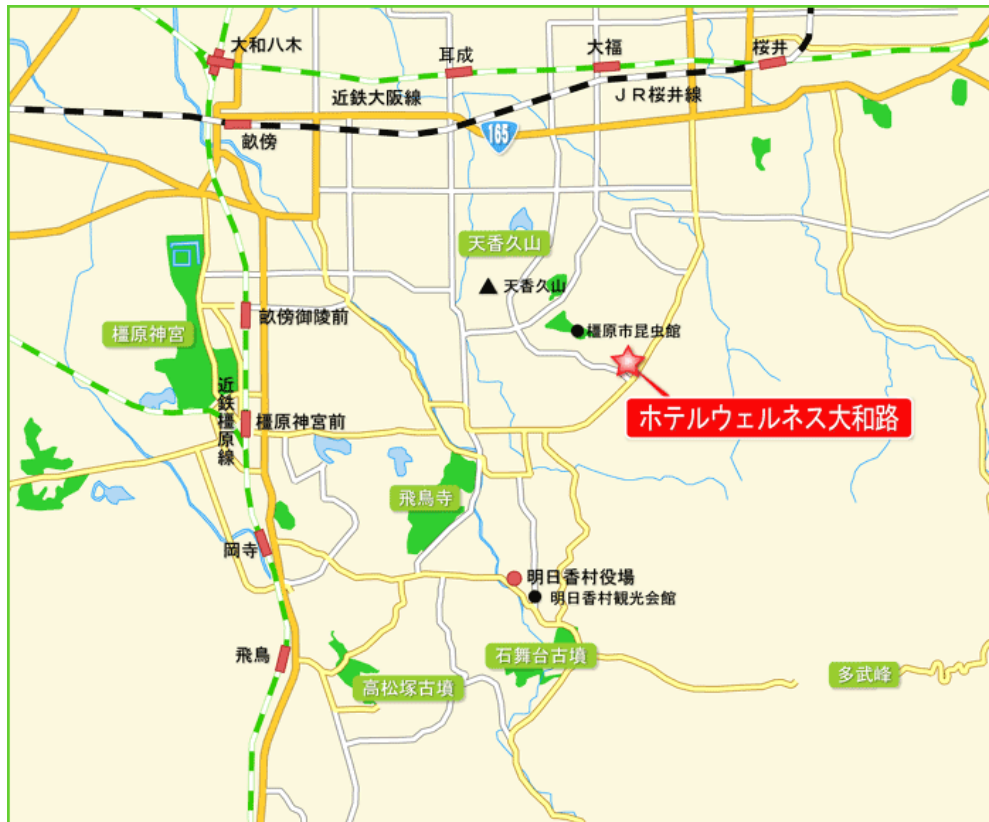 大和八木
耳成
大福
桜井
近鉄大阪線
ＪＲ桜井線
畝傍
165
天香久山
天香久山
畝傍御陵前
橿原市昆虫館
橿原神宮
ホテルウェルネス大和路
近鉄橿原線
橿原神宮前
飛鳥寺
岡寺
明日香村役場
明日香村観光会館
飛鳥
石舞台古墳
多武峰
高松塚古墳